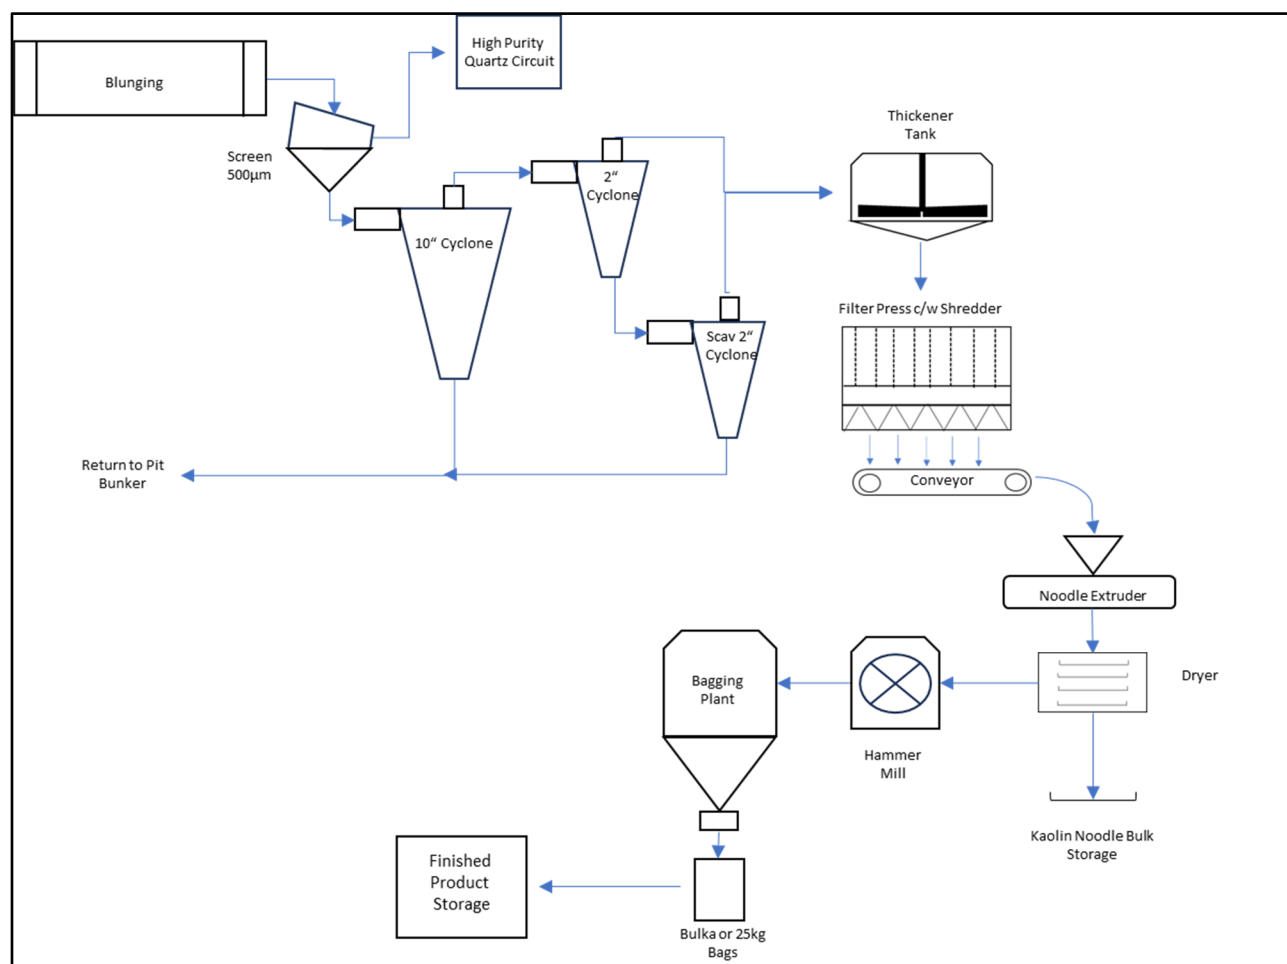 High Purity
Quartz Circuit
Blunging
Thickener
Tank
Screen
500µm
2“
Cyclone
10“ Cyclone
Filter Press c/w Shredder
Scav 2“
Cyclone
Return to Pit
Bunker
Conveyor
Noodle Extruder
Dryer
Bagging
Plant
Hammer
Mill
Kaolin Noodle Bulk
Storage
Finished
Product
Storage
Bulka or 25kg
Bags